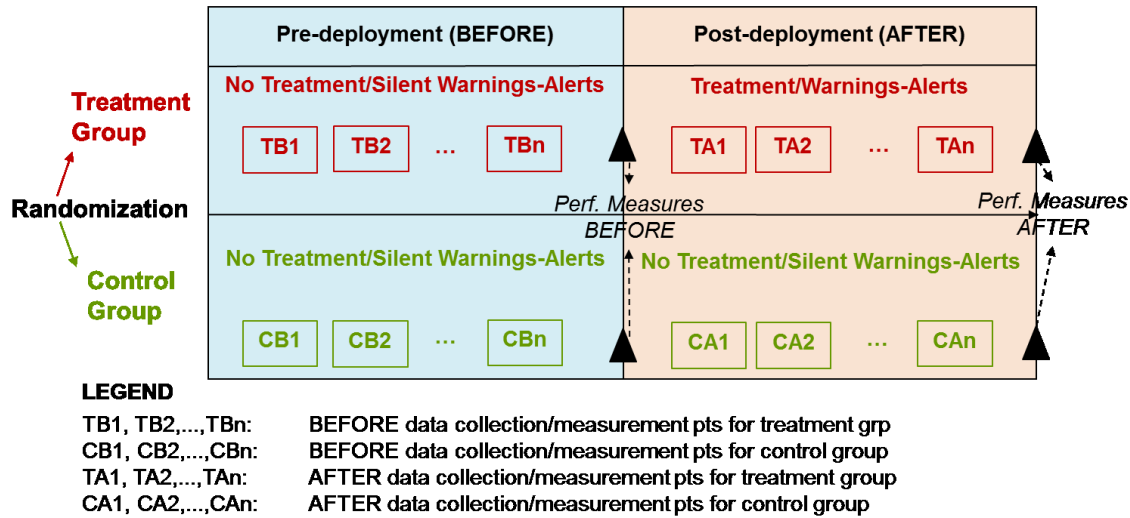 Pre-deployment (BEFORE)
Post-deployment (AFTER)
Treatment
Group
No Treatment/Silent Warnings-Alerts
Treatment/Warnings-Alerts
TB1 TB2 ... TBn
TA1 TA2 ... TAn
Randomization
Perf. Measures
BEFORE
Perf. Measures
AFTER
Control
Group
No Treatment/Silent Warnings-Alerts
No Treatment/Silent Warnings-Alerts
CB1 CB2 ... CBn
CA1 CA2 ... CAn
LEGEND
TB1, TB2,...,TBn: BEFORE data collection/measurement pts for treatment grp
CB1, CB2,...,CBn: BEFORE data collection/measurement pts for control group
TA1, TA2,...,TAn: AFTER data collection/measurement pts for treatment group
CA1, CA2,...,CAn: AFTER data collection/measurement pts for control group